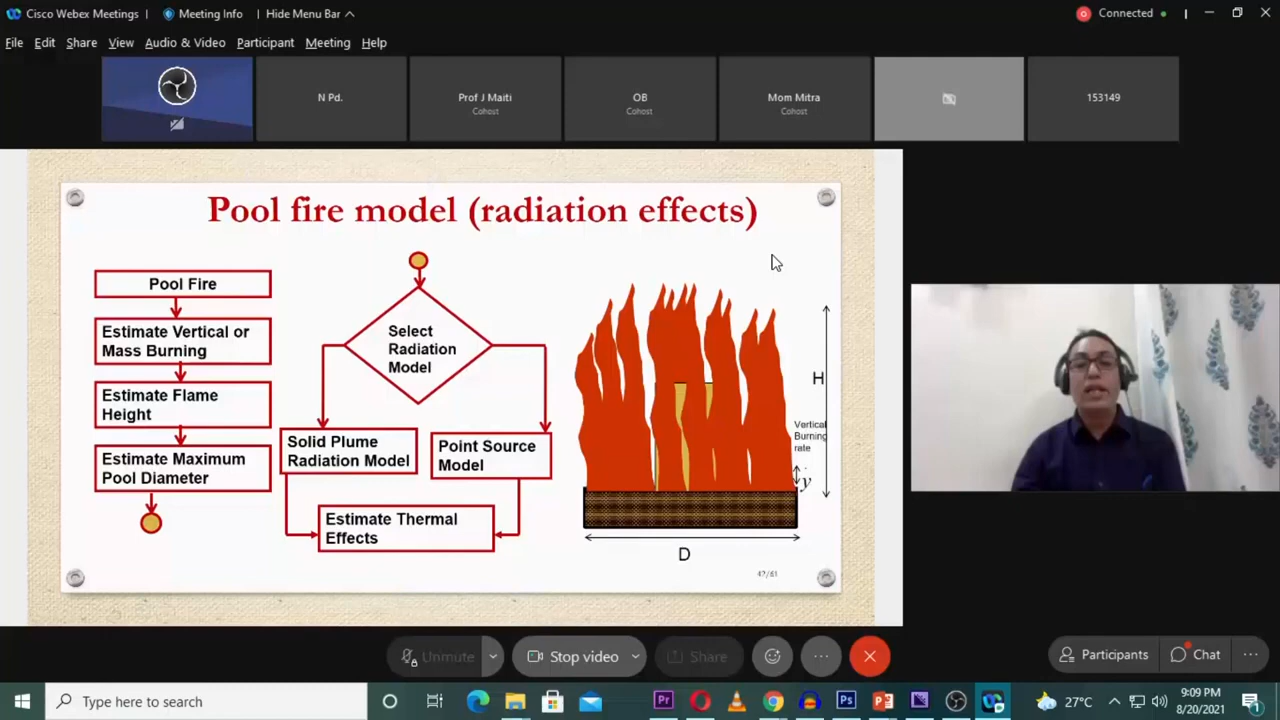 Cisco Webex Meetings
Meeting Info
Hide Menu Bar
Connected
File Edit Share View Audio & Video Participant Meeting Help
N Pd.
Prof J Maiti
Cohost
OB
Cohost
Mom Mitra
Cohost
153149
Pool fire model (radiation effects)
Pool Fire
Estimate Vertical or
Mass Burning
Estimate Flame
Height
Estimate Maximum
Pool Diameter
Select
Radiation
Model
Solid Plume
Radiation Model
Point Source
Model
Estimate Thermal
Effects
H
Vertical
Burning
rate
y
D
Unmute
Stop video
Share
Participants
Chat
Type here to search
27°C
9:09 PM
8/20/2021
1